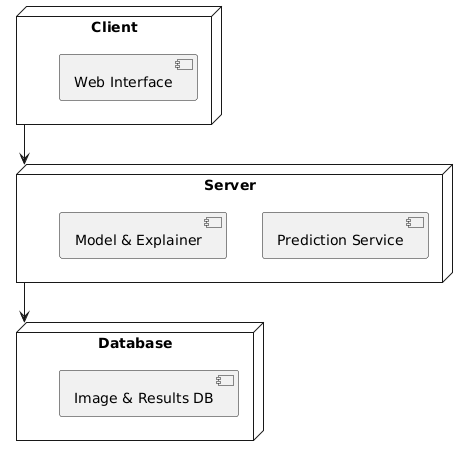 Client
Web Interface
Server
Model & Explainer
Prediction Service
Database
Image & Results DB